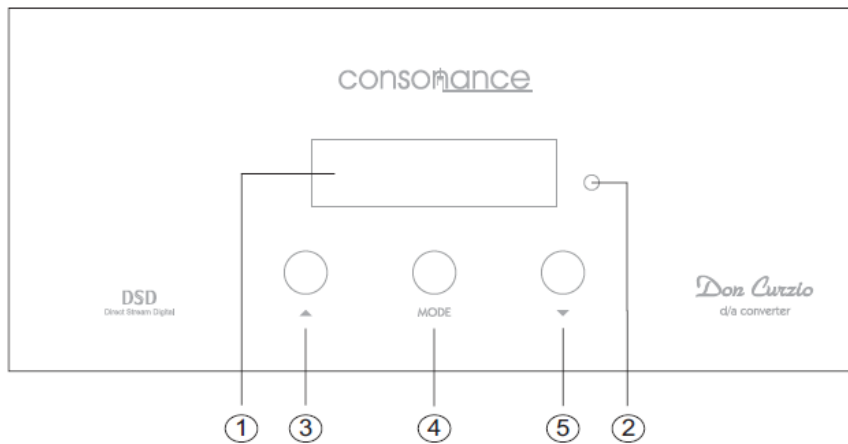 consonance
DSD
Direct Stream Digital
▲
MODE
▼
Don Curzio
d/a converter
① ③ ④ ⑤ ②